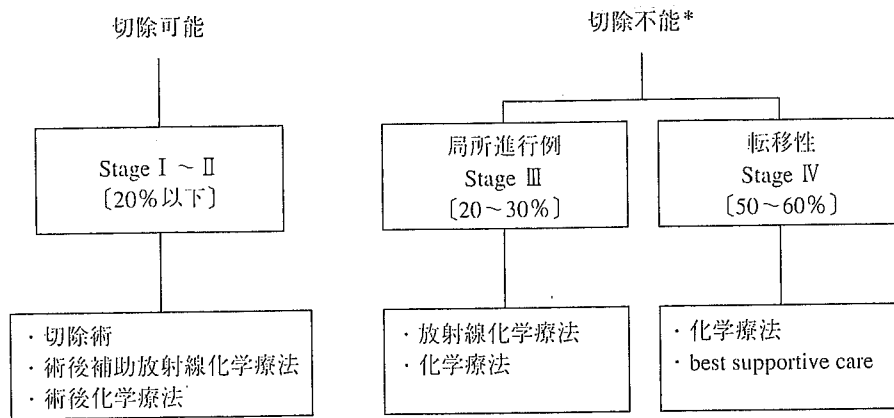 切除可能
Stage Ⅰ ~ Ⅱ
〔20%以下〕
・切除術
・術後補助放射線化学療法
・術後化学療法
切除不能*
局所進行例
Stage Ⅲ
〔20~30%〕
・放射線化学療法
・化学療法
転移性
Stage Ⅳ
〔50~60%〕
・化学療法
・best supportive care